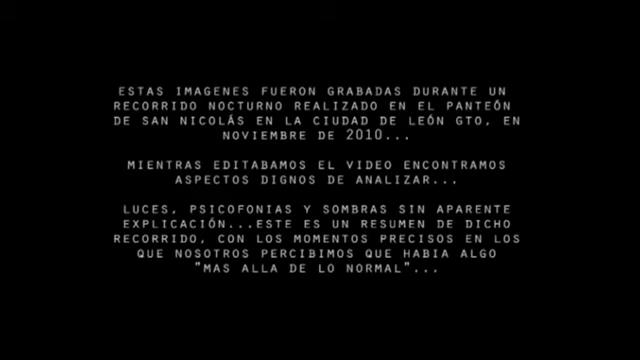 ESTAS IMAGENES FUERON GRABADAS DURANTE UN
RECORRIDO NOCTURNO REALIZADO EN EL PANTEÓN
DE SAN NICOLÁS EN LA CIUDAD DE LEÓN GTO, EN
NOVIEMBRE DE 2010...
MIENTRAS EDITABAMOS EL VIDEO ENCONTRAMOS
ASPECTOS DIGNOS DE ANALIZAR...
LUCES, PSICOFONIAS Y SOMBRAS SIN APARENTE
EXPLICACIÓN...ESTE ES UN RESUMEN DE DICHO
RECORRIDO, CON LOS MOMENTOS PRECISOS EN LOS
QUE NOSOTROS PERCIBIMOS QUE HABIA ALGO
"MAS ALLA DE LO NORMAL"...